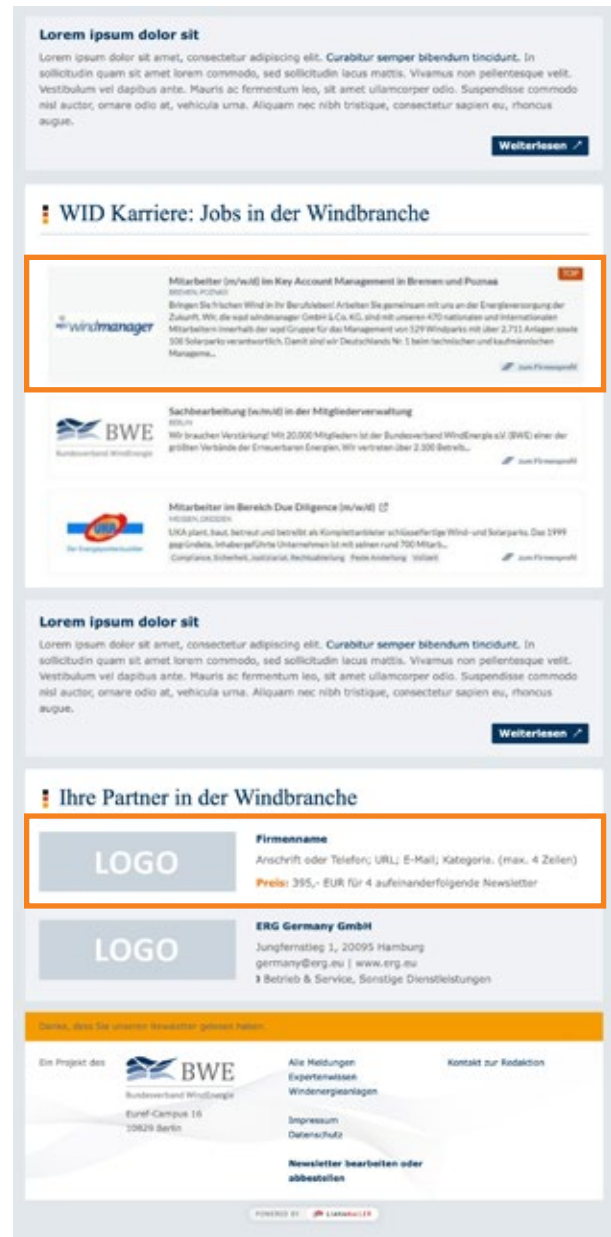 Lorem ipsum dolor sit
Lorem ipsum dolor sit amet, consectetur adipiscing elit. Curabitur semper bibendum tincidunt. In
sollicitudin quam sit amet lorem commodo, sed sollicitudin lacus mattis. Vivamus non pellentesque velit.
Vestibulum vel dapibus ante. Mauris ac fermentum leo, sit amet ullamcorper odio. Suspendisse commodo
nisl auctor, ornare odio at, vehicula urna. Aliquam nec nibh tristique, consectetur sapien eu, rhoncus
augue.
Weiterlesen
WID Karriere: Jobs in der Windbranche
Mitarbeiter (m/w/d) im Key Account Management in Bremen und Poznań
TOP
BREMEN, POZNAŃ
Bringen Sie frischen Wind in Ihr Berufsleben! Arbeiten Sie gemeinsam mit uns an der Energieversorgung der
Zukunft. Wir, die wpd windmanager GmbH & Co. KG, sind mit unseren 470 nationalen und internationalen
Mitarbeitern innerhalb der wpd Gruppe für das Management von 529 Windparks mit über 2.711 Anlagen sowie
108 Solarparks verantwortlich. Damit sind wir Deutschlands Nr. 1 beim technischen und kaufmännischen
Manageme...
wpd windmanager
zum Firmenprofil
Sachbearbeitung (w/m/d) in der Mitgliederverwaltung
BERLIN
Wir brauchen Verstärkung! Mit 20.000 Mitgliedern ist der Bundesverband WindEnergie e.V. (BWE) einer der
größten Verbände der Erneuerbaren Energien. Wir vertreten über 2.300 Betreib...
BWE
Bundesverband WindEnergie
zum Firmenprofil
Mitarbeiter im Bereich Due Diligence (m/w/d)
MEISSEN, DRESDEN
UKA plant, baut, betreut und betreibt als Komplettanbieter schlüsselfertige Wind- und Solarparks. Das 1999
gegründete, inhabergeführte Unternehmen ist mit seinen rund 700 Mitarb...
UKA
Der Energieparkentwickler
Compliance, Sicherheit, Justiziariat, Rechtsabteilung Feste Anstellung Vollzeit
zum Firmenprofil
Lorem ipsum dolor sit
Lorem ipsum dolor sit amet, consectetur adipiscing elit. Curabitur semper bibendum tincidunt. In
sollicitudin quam sit amet lorem commodo, sed sollicitudin lacus mattis. Vivamus non pellentesque velit.
Vestibulum vel dapibus ante. Mauris ac fermentum leo, sit amet ullamcorper odio. Suspendisse commodo
nisl auctor, ornare odio at, vehicula urna. Aliquam nec nibh tristique, consectetur sapien eu, rhoncus
augue.
Weiterlesen
Ihre Partner in der Windbranche
LOGO
Firmenname
Anschrift oder Telefon; URL; E-Mail; Kategorie. (max. 4 Zeilen)
Preis: 395,- EUR für 4 aufeinanderfolgende Newsletter
LOGO
ERG Germany GmbH
Jungfernstieg 1, 20095 Hamburg
germany@erg.eu | www.erg.eu
› Betrieb & Service, Sonstige Dienstleistungen
Danke, dass Sie unseren Newsletter gelesen haben.
Ein Projekt des
BWE
Bundesverband WindEnergie
Euref-Campus 16
10829 Berlin
Alle Meldungen
Expertenwissen
Windenergieanlagen
Impressum
Datenschutz
Newsletter bearbeiten oder
abbestellen
Kontakt zur Redaktion
POWERED BY LIANAMAILER